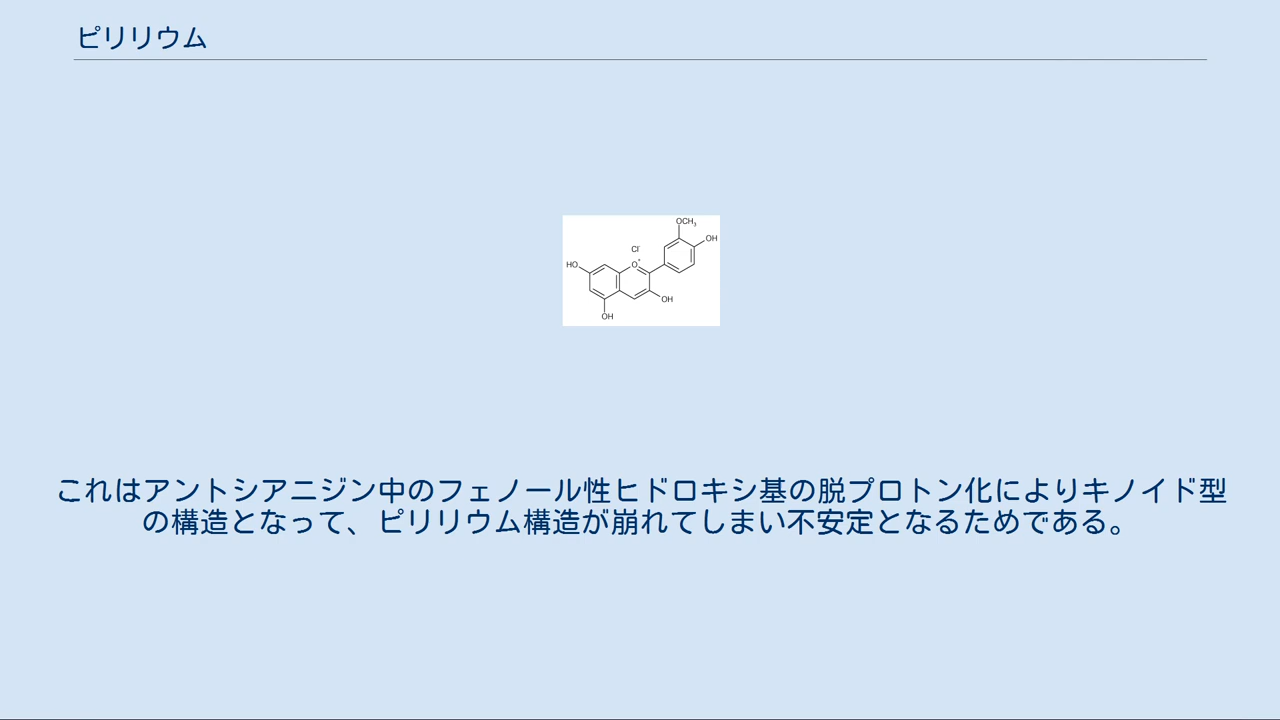 ピリリウム
OCH₃
OH
Cl⁻
HO
O⁺
OH
OH
これはアントシアニジン中のフェノール性ヒドロキシ基の脱プロトン化によりキノイド型
の構造となって、ピリリウム構造が崩れてしまい不安定となるためである。